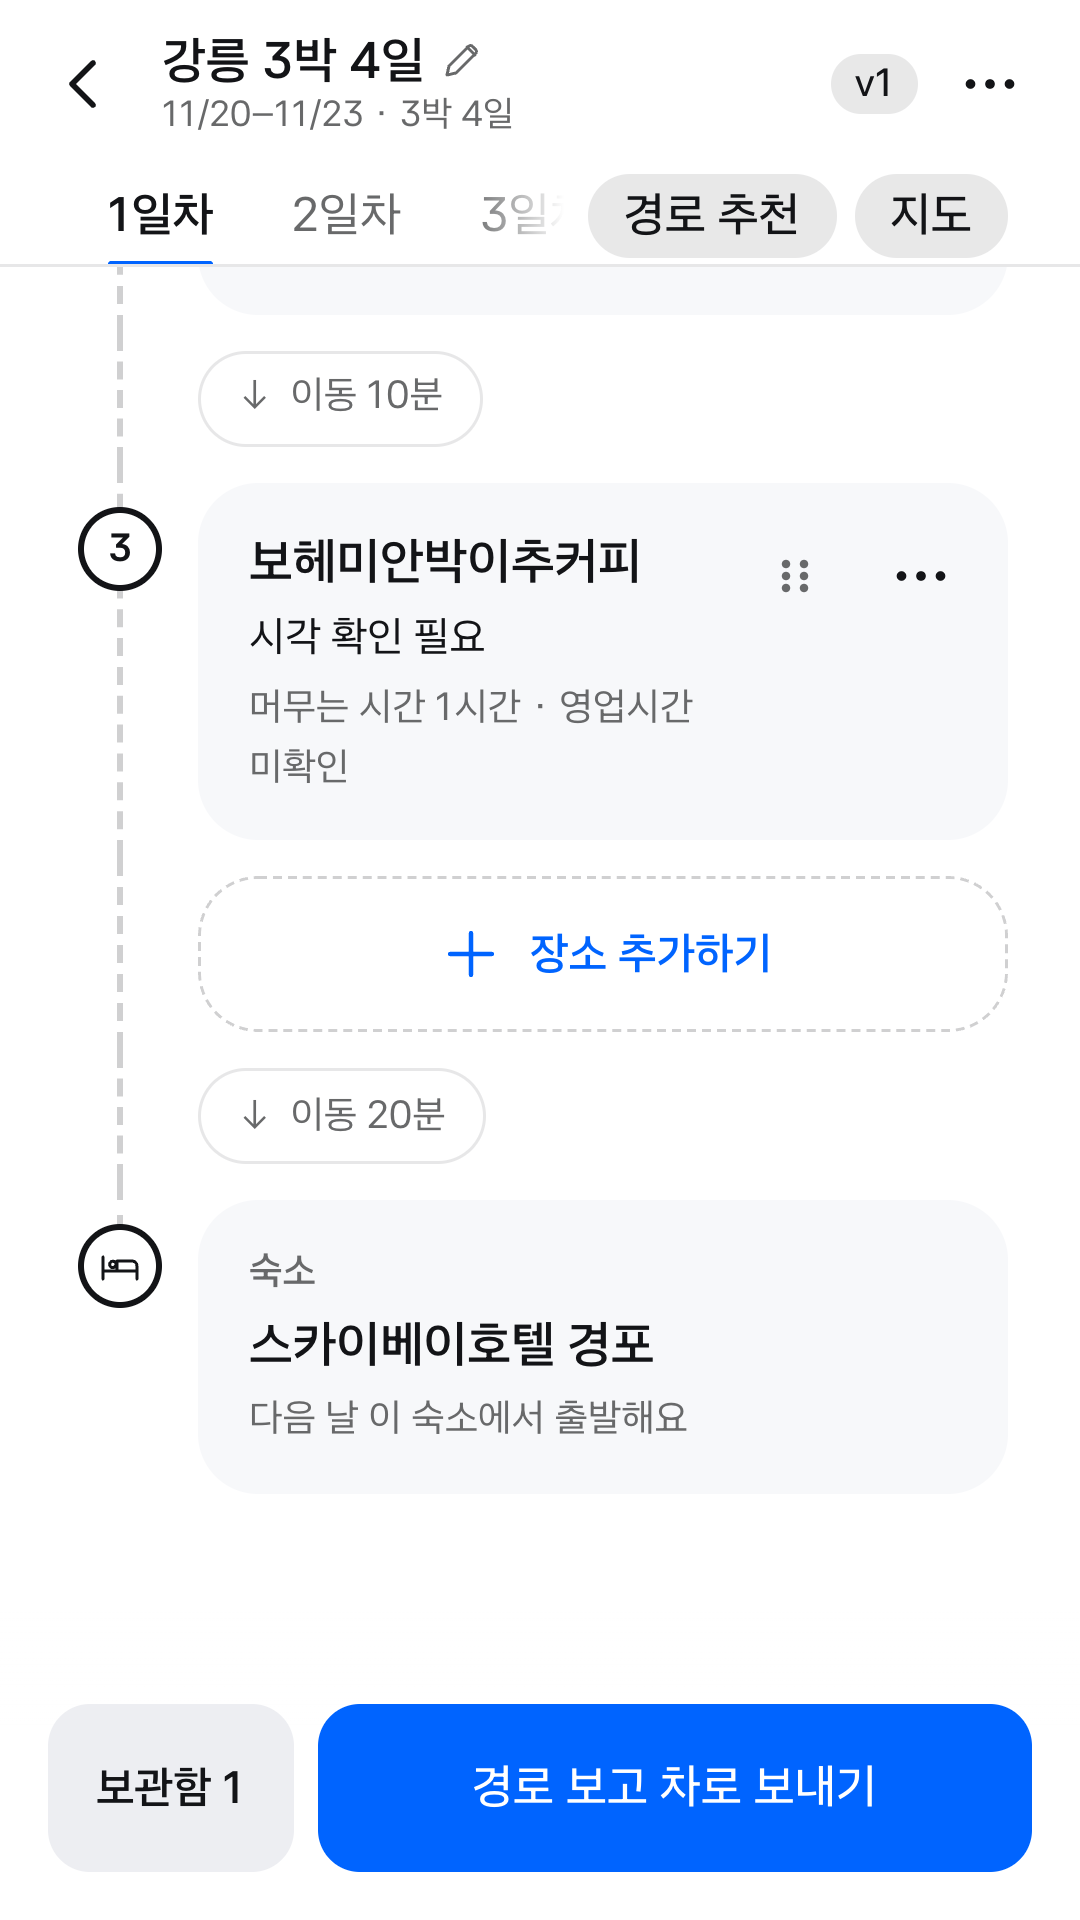 강릉 3박 4일
11/20–11/23 · 3박 4일
v1
1일차 2일차 3일
경로 추천
지도
이동 10분
3
보헤미안박이추커피
시각 확인 필요
머무는 시간 1시간 · 영업시간
미확인
장소 추가하기
이동 20분
숙소
스카이베이호텔 경포
다음 날 이 숙소에서 출발해요
보관함 1
경로 보고 차로 보내기